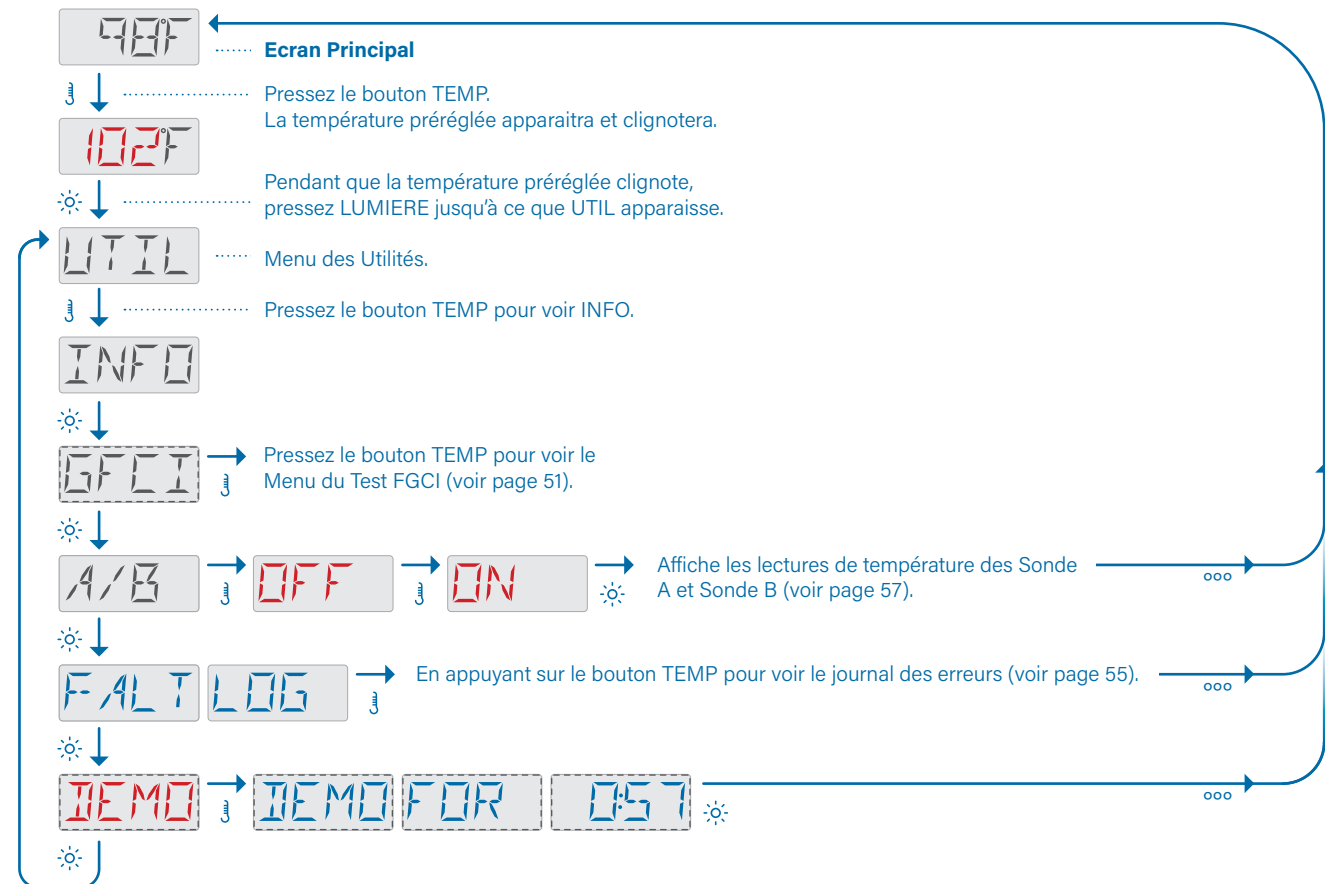 98°F
Ecran Principal
Pressez le bouton TEMP.
La température préréglée apparaitra et clignotera.
102°F
Pendant que la température préréglée clignote,
pressez LUMIERE jusqu'à ce que UTIL apparaisse.
UTIL
Menu des Utilités.
Pressez le bouton TEMP pour voir INFO.
INFO
GFCI
Pressez le bouton TEMP pour voir le
Menu du Test FGCI (voir page 51).
A/B OFF ON
Affiche les lectures de température des Sonde
A et Sonde B (voir page 57).
FALT LOG
En appuyant sur le bouton TEMP pour voir le journal des erreurs (voir page 55).
DEMO DEMO FOR 0:57